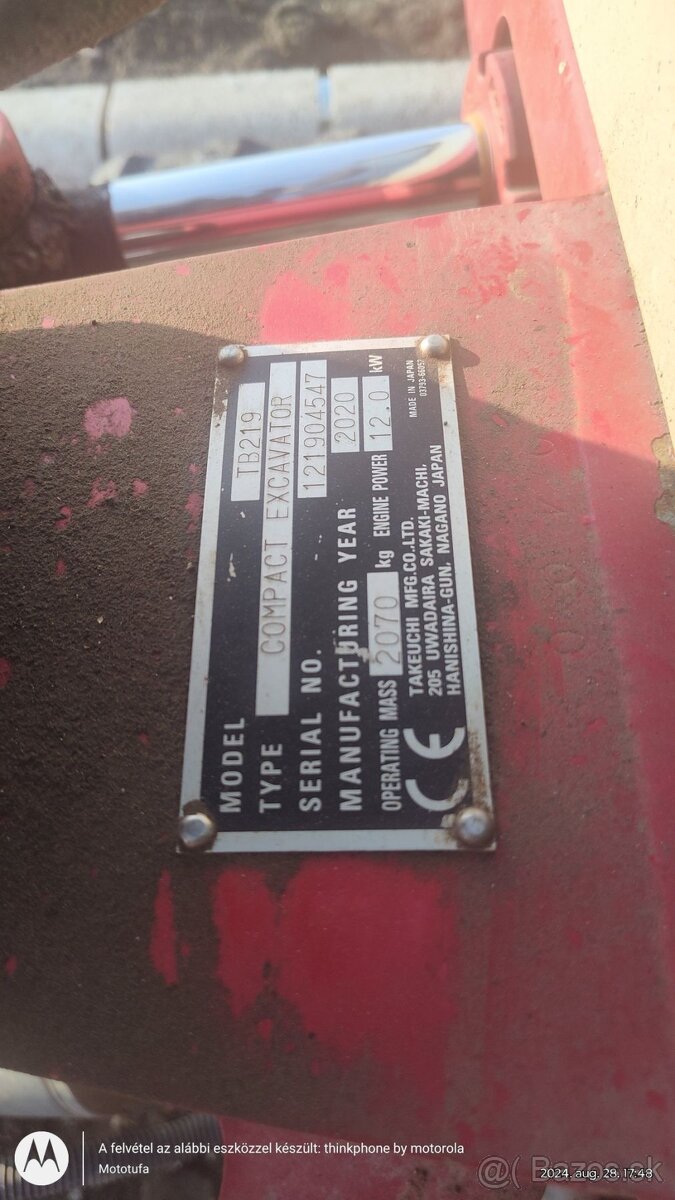 MODEL TB219
TYPE COMPACT EXCAVATOR
SERIAL NO. 121904547
MANUFACTURING YEAR 2020
OPERATING MASS 2070 kg ENGINE POWER 12.0 kW
CE
TAKEUCHI MFG.CO.,LTD.
205 UWADAIRA SAKAKI-MACHI,
HANISHINA-GUN, NAGANO JAPAN
MADE IN JAPAN
A felvétel az alábbi eszközzel készült: thinkphone by motorola
Mototufa
2024. aug. 28. 17:48
Bazos.sk